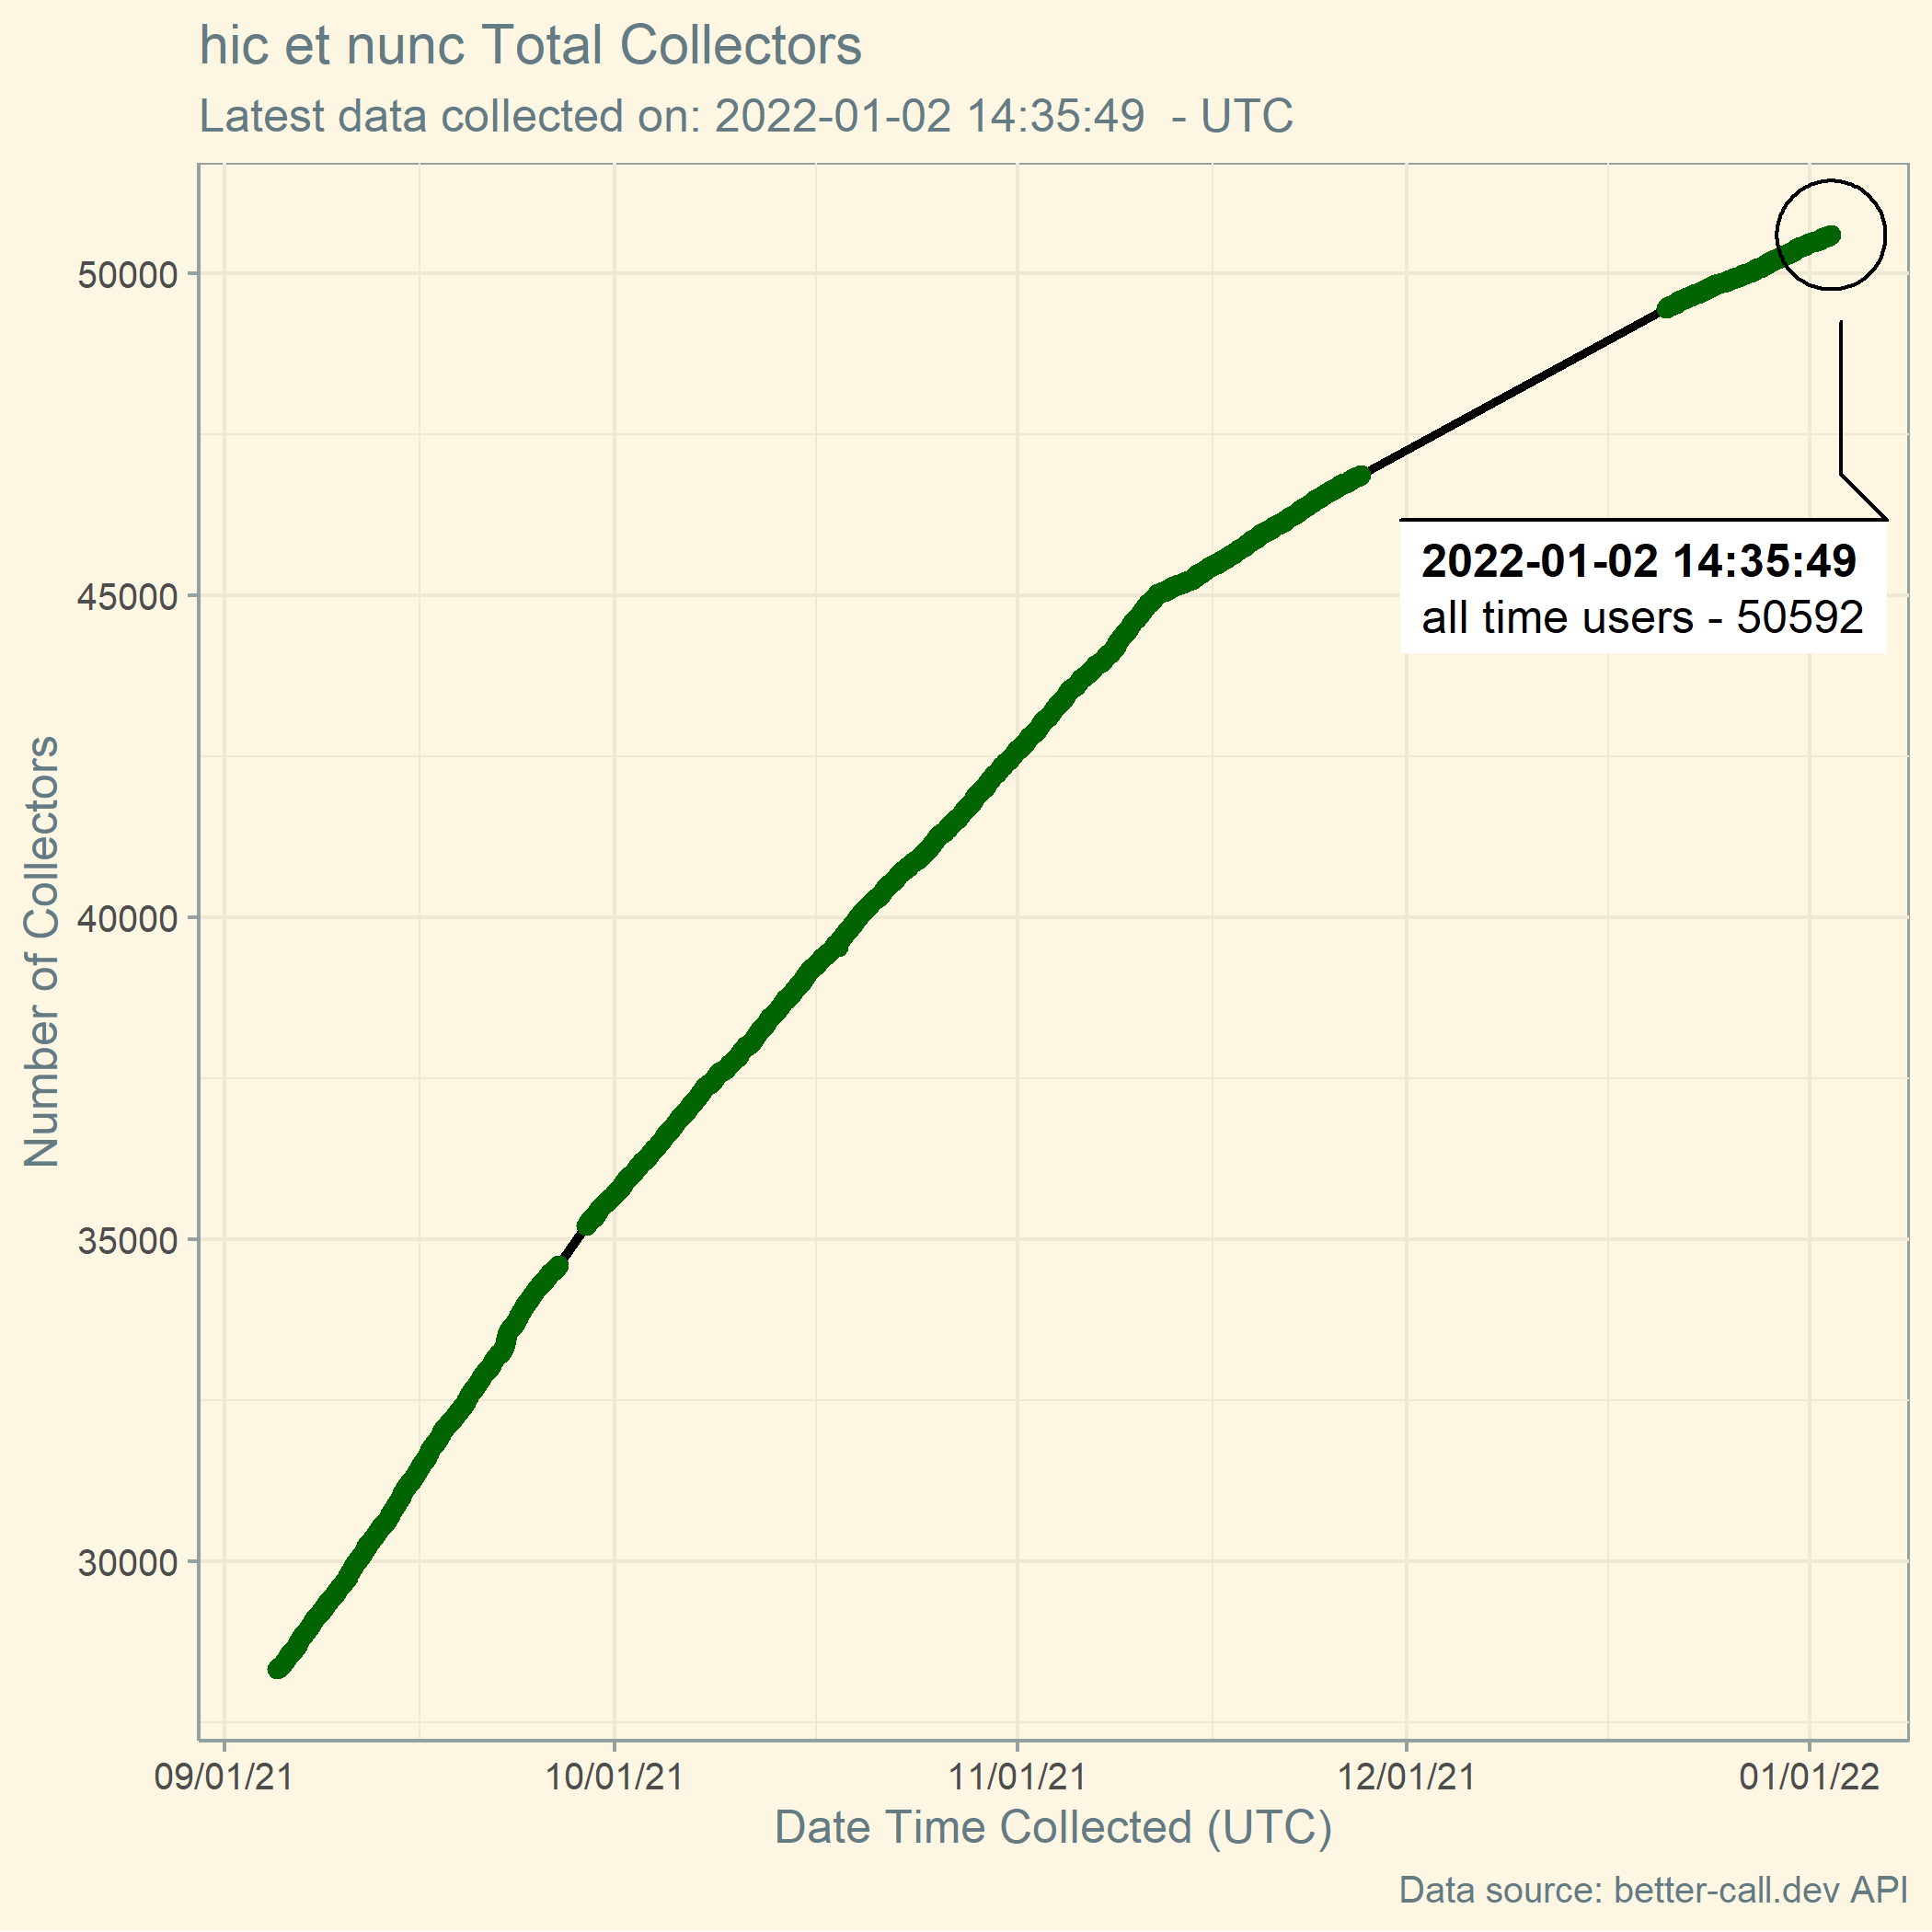 hic et nunc Total Collectors
Latest data collected on: 2022-01-02 14:35:49  - UTC
50000
45000
40000
35000
30000
Number of Collectors
2022-01-02 14:35:49
all time users - 50592
09/01/21
10/01/21
11/01/21
12/01/21
01/01/22
Date Time Collected (UTC)
Data source: better-call.dev API